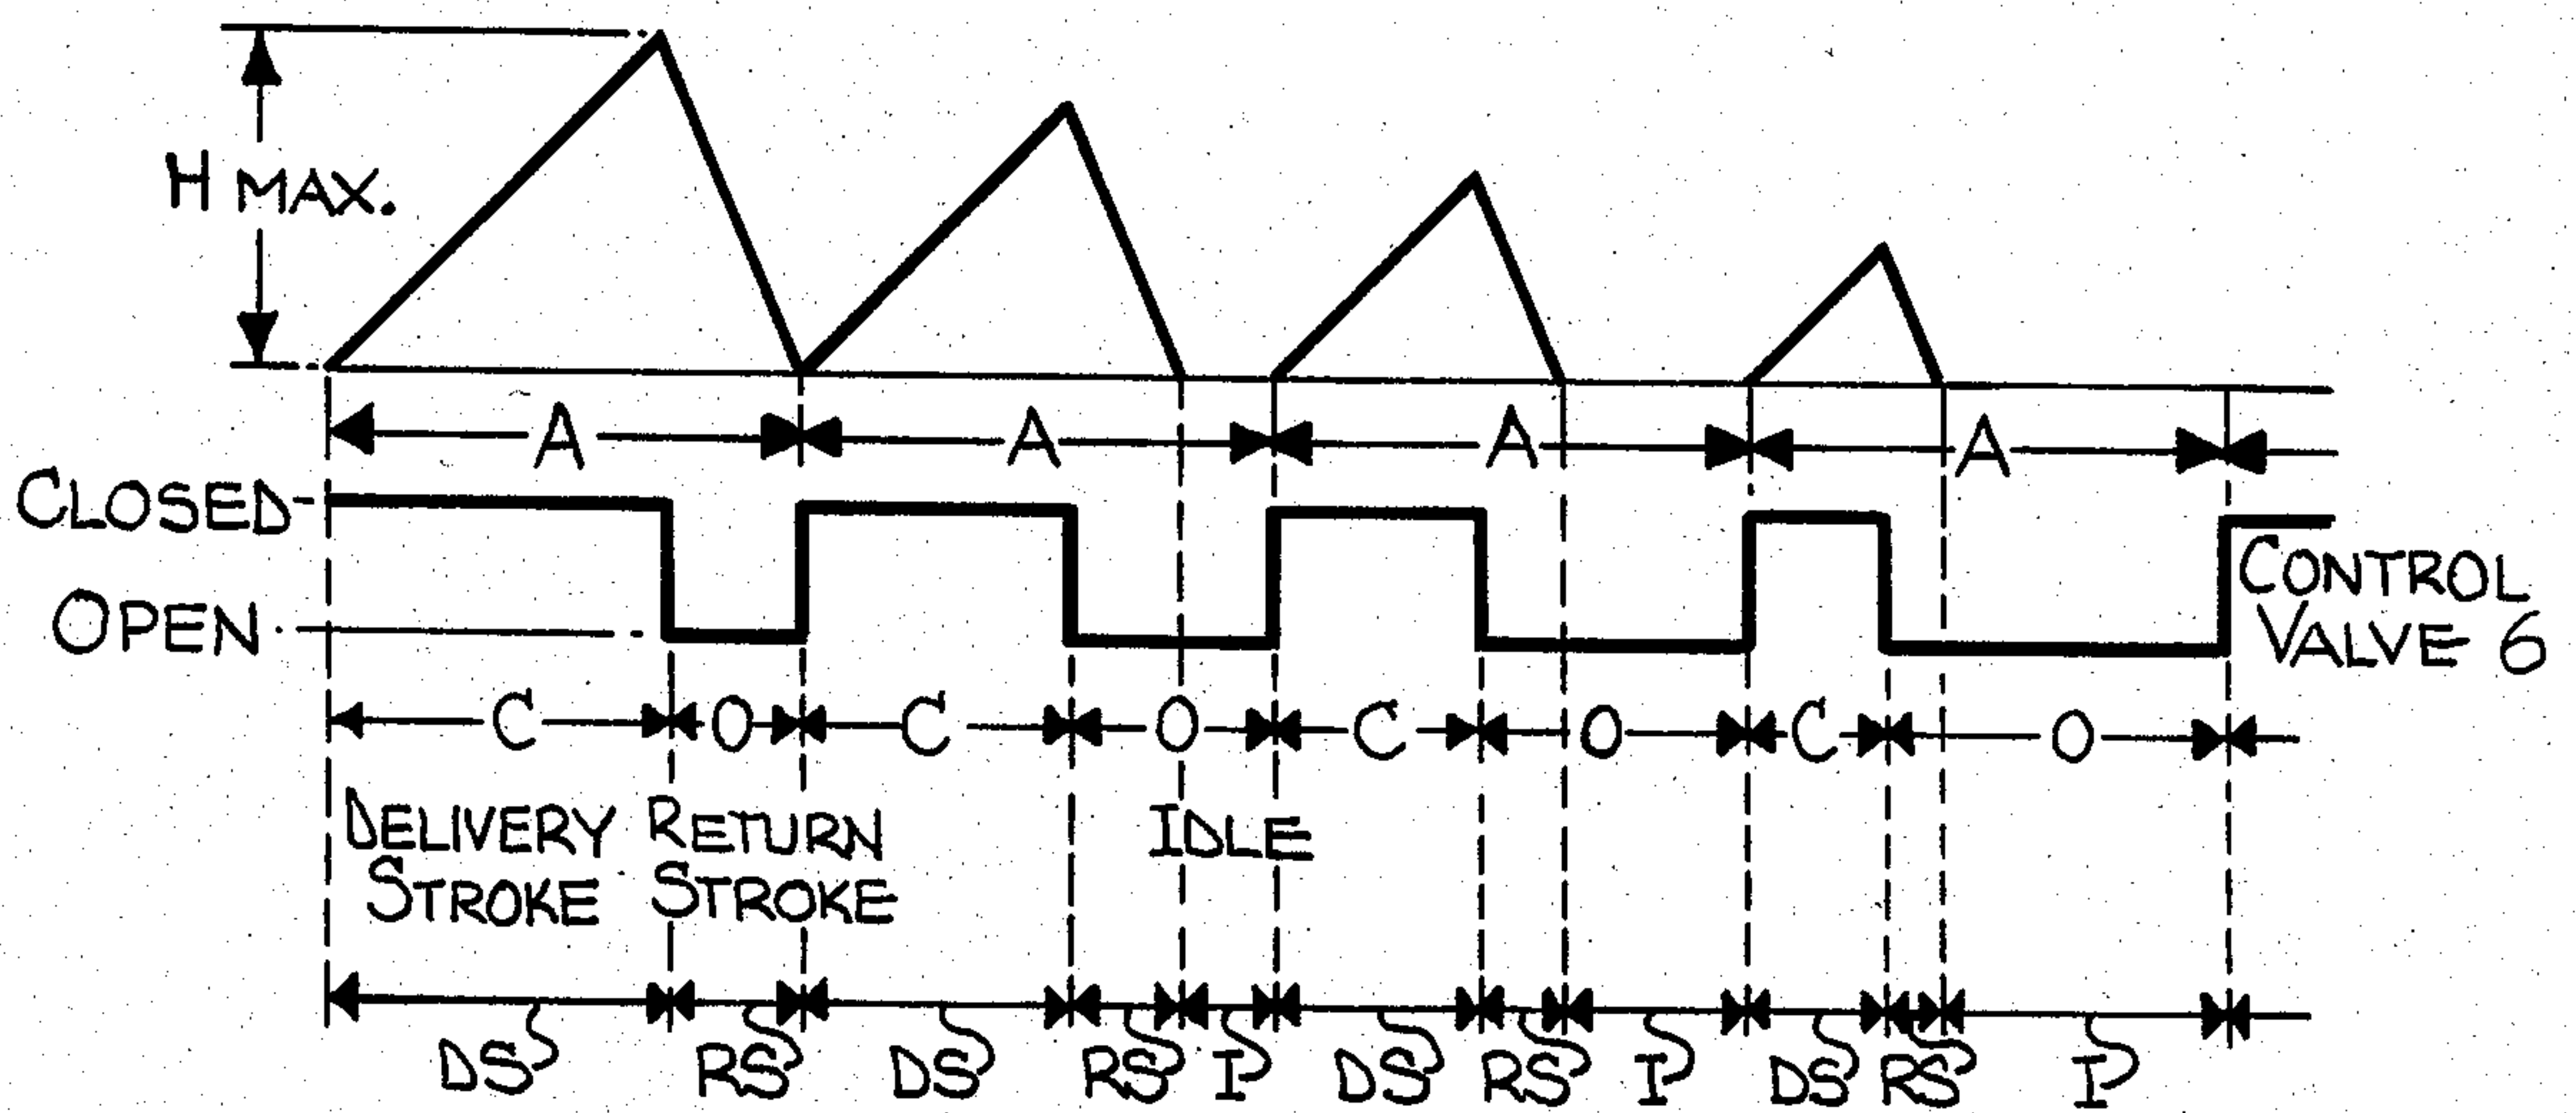 H MAX.
A A A A
CLOSED
OPEN
CONTROL
VALVE 6
C O C O C O C O
DELIVERY
STROKE
RETURN
STROKE
IDLE
DS RS DS RS I DS RS I DS RS I